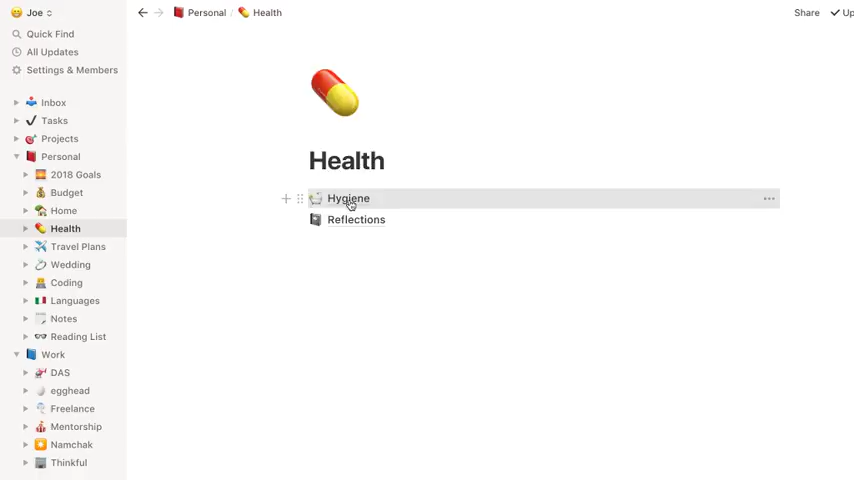 Joe
Personal / Health
Share
Up
Quick Find
All Updates
Settings & Members
Inbox
Tasks
Projects
Personal
2018 Goals
Budget
Home
Health
Travel Plans
Wedding
Coding
Languages
Notes
Reading List
Work
DAS
egghead
Freelance
Mentorship
Namchak
Thinkful
Health
Hygiene
Reflections